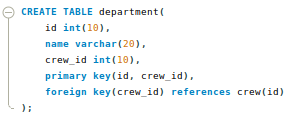 CREATE TABLE department(
id int(10),
name varchar(20),
crew_id int(10),
primary key(id, crew_id),
foreign key(crew_id) references crew(id)
);